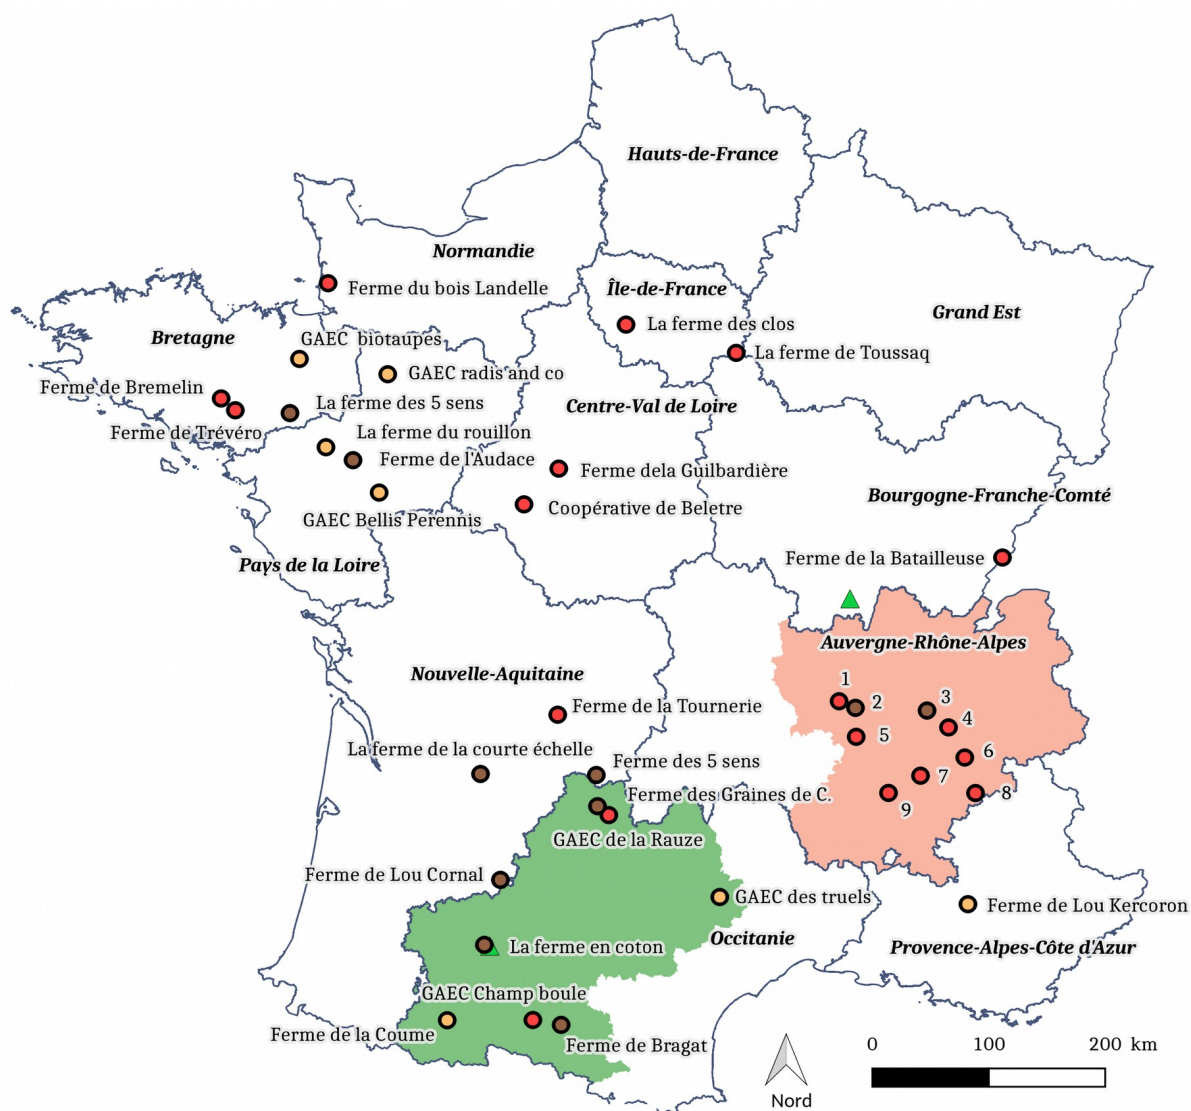 Hauts-de-France
Normandie
Ferme du bois Landelle
Île-de-France
Grand Est
La ferme des clos
Bretagne
GAEC biotaupes
La ferme de Toussaq
GAEC radis and co
Ferme de Bremelin
La ferme des 5 sens
Centre-Val de Loire
Ferme de Trévéro
La ferme du rouillon
Ferme de l'Audace
Ferme dela Guilbardière
Bourgogne-Franche-Comté
Coopérative de Beletre
GAEC Bellis Perennis
Ferme de la Batailleuse
Pays de la Loire
Auvergne-Rhône-Alpes
Nouvelle-Aquitaine
1
2
3
4
5
6
7
8
9
Ferme de la Tournerie
La ferme de la courte échelle
Ferme des 5 sens
Ferme des Graines de C.
GAEC de la Rauze
Ferme de Lou Cornal
GAEC des truels
Ferme de Lou Kercoron
Occitanie
Provence-Alpes-Côte d'Azur
La ferme en coton
GAEC Champ boule
Ferme de la Coume
Ferme de Bragat
0 100 200 km
Nord